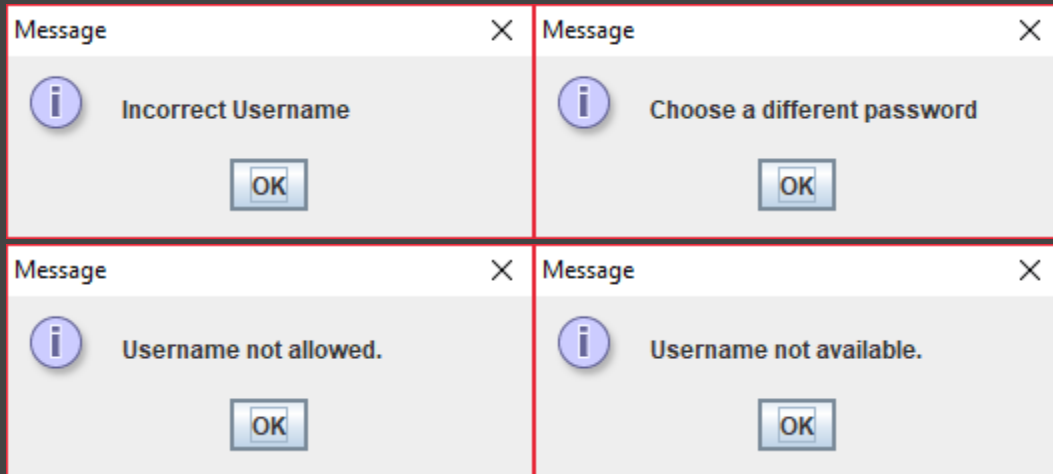 Message
Incorrect Username
OK
Message
Choose a different password
OK
Message
Username not allowed.
OK
Message
Username not available.
OK